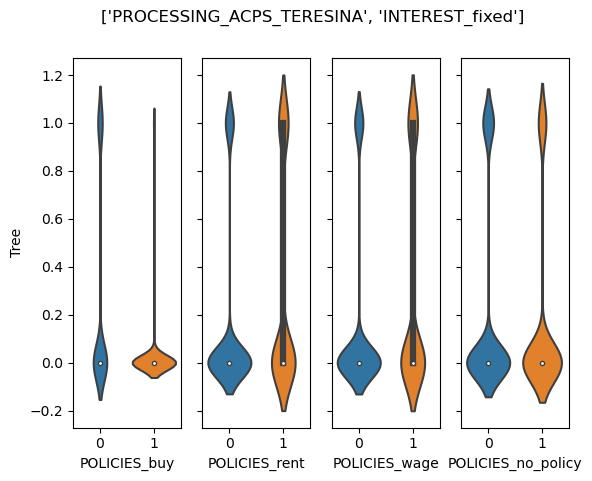 ['PROCESSING_ACPS_TERESINA', 'INTEREST_fixed']
Tree
1.2
1.0
0.8
0.6
0.4
0.2
0.0
−0.2
0 1 0 1 0 1 0 1
POLICIES_buy POLICIES_rent POLICIES_wage POLICIES_no_policy